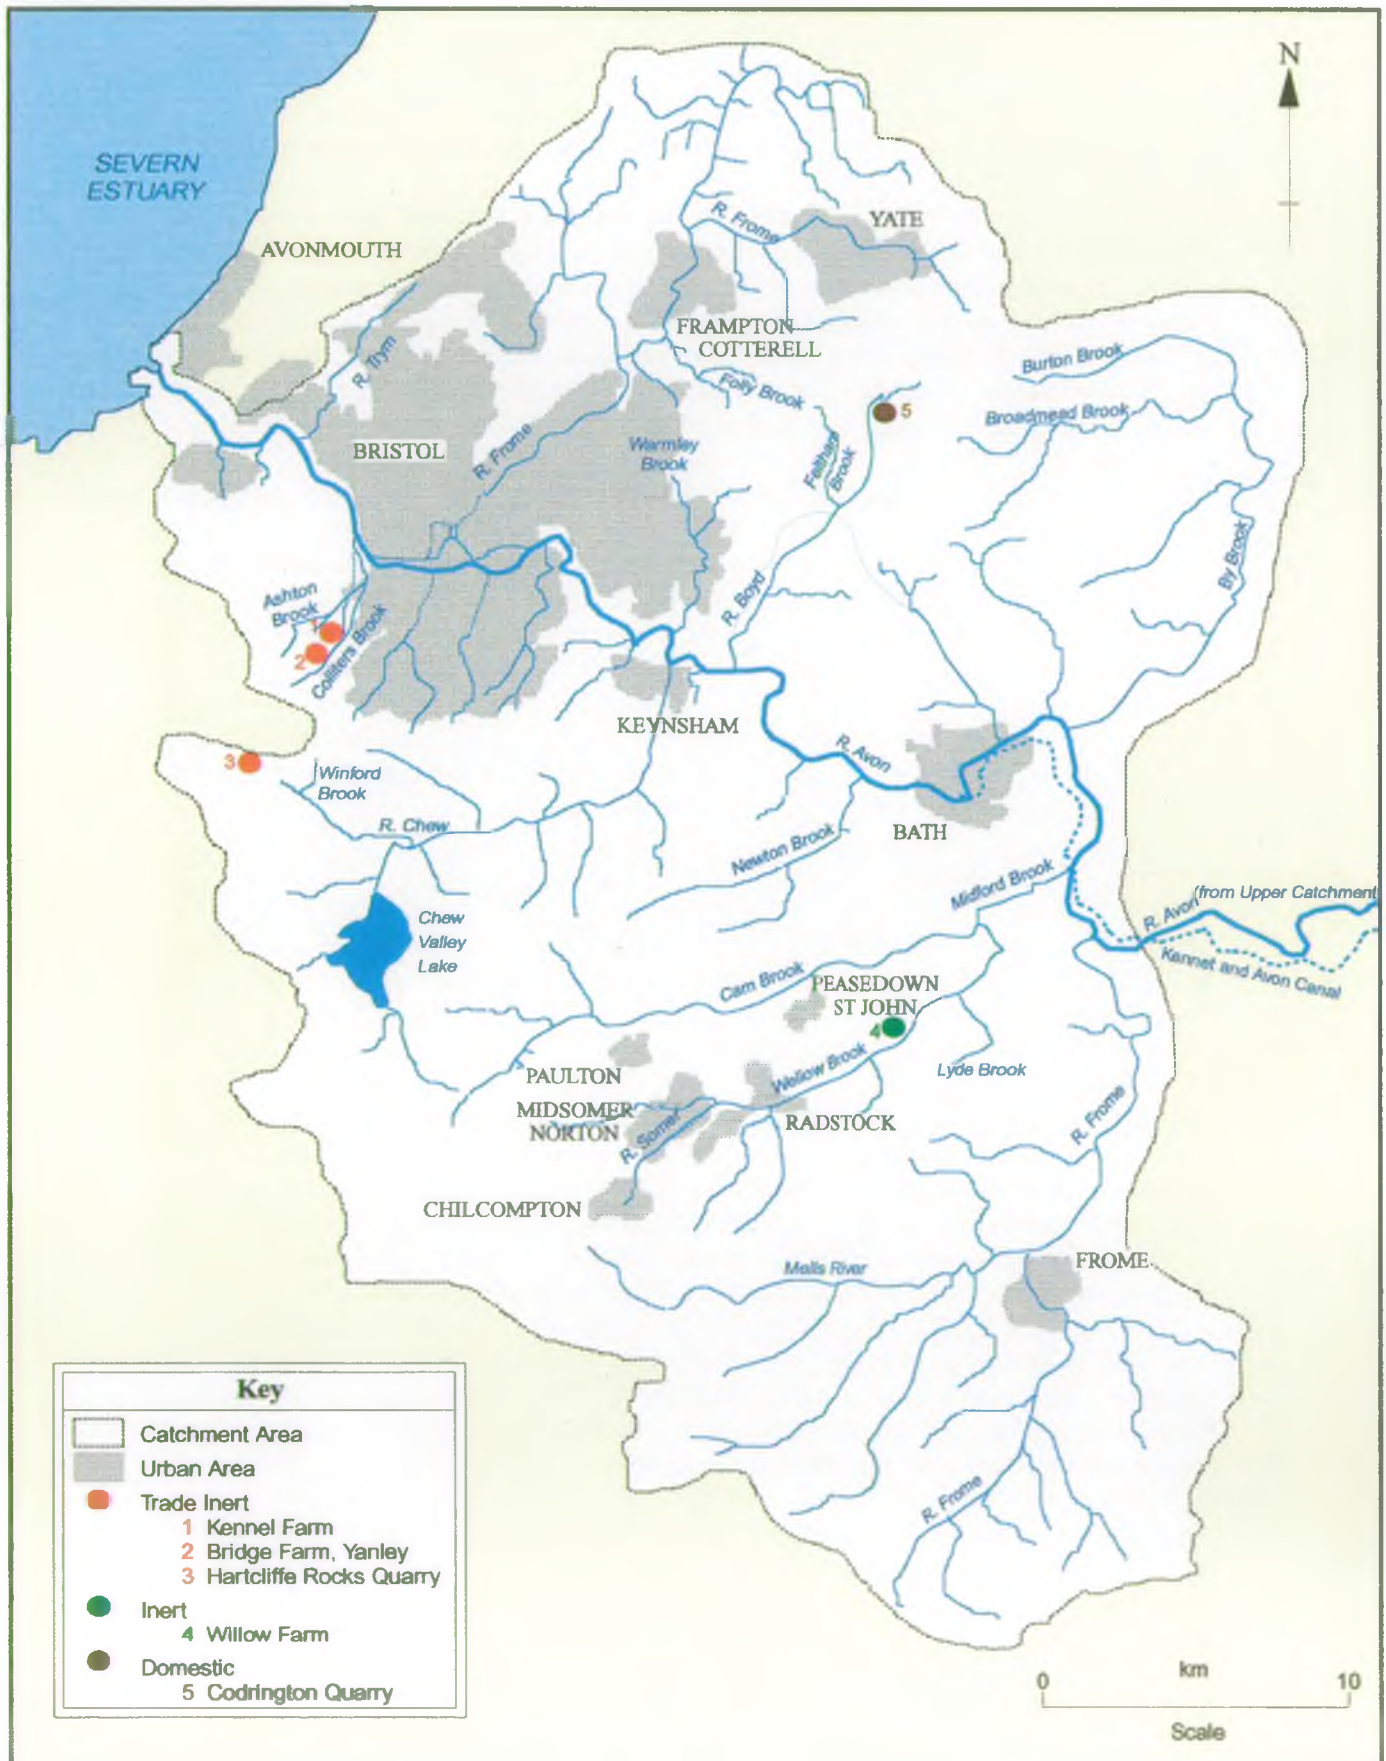 N
SEVERN
ESTUARY
AVONMOUTH
R. Frome
YATE
FRAMPTON
COTTERELL
R. Trym
Burton Brook
Folly Brook
Broadmead Brook
5
BRISTOL
R. Frome
Warmley
Brook
Feltham
Brook
By Brook
Ashton
Brook
1
2
Colliters Brook
R. Boyd
KEYNSHAM
3
Winford
Brook
R. Avon
R. Chew
BATH
Newton Brook
Midford Brook
(from Upper Catchment
R. Avon
Kennet and Avon Canal
Chew
Valley
Lake
Cam Brook
PEASEDOWN
ST JOHN
4
PAULTON
Wellow Brook
Lyde Brook
MIDSOMER
NORTON
R. Somer
RADSTOCK
R. Frome
CHILCOMPTON
Mells River
FROME
R. Frome
Key
Catchment Area
Urban Area
Trade Inert
1 Kennel Farm
2 Bridge Farm, Yanley
3 Hartcliffe Rocks Quarry
Inert
4 Willow Farm
Domestic
5 Codrington Quarry
km
0 10
Scale